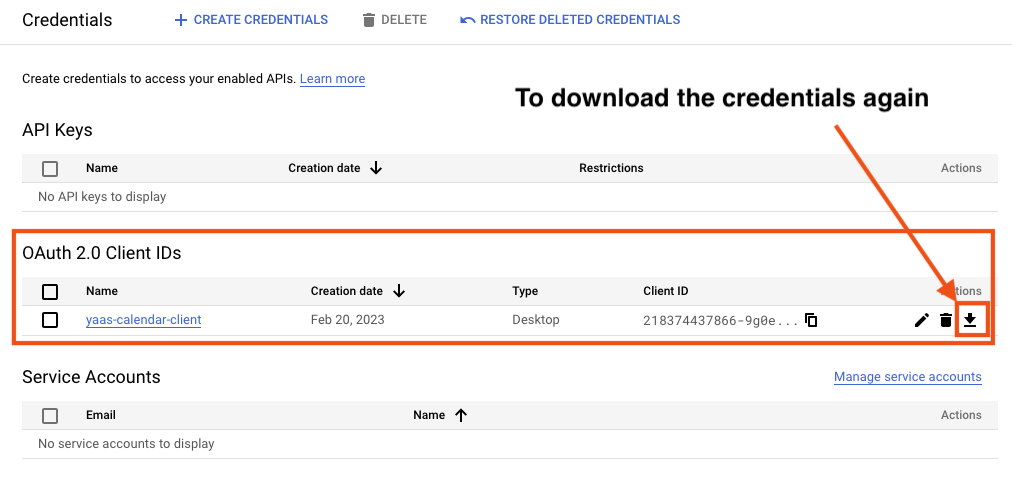 Credentials
CREATE CREDENTIALS
DELETE
RESTORE DELETED CREDENTIALS
Create credentials to access your enabled APIs. Learn more
To download the credentials again
API Keys
Name Creation date Restrictions Actions
No API keys to display
OAuth 2.0 Client IDs
Name Creation date Type Client ID
yaas-calendar-client Feb 20, 2023 Desktop 218374437866-9g0e...
Service Accounts
Manage service accounts
Email Name Actions
No service accounts to display